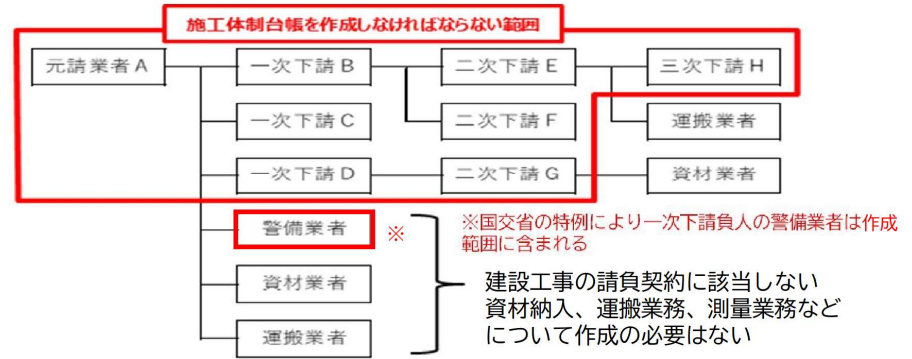 施工体制台帳を作成しなければならない範囲
元請業者A
一次下請B
二次下請E
三次下請H
一次下請C
二次下請F
運搬業者
一次下請D
二次下請G
資材業者
警備業者
※
※国交省の特例により一次下請負人の警備業者は作成
範囲に含まれる
資材業者
運搬業者
建設工事の請負契約に該当しない
資材納入、運搬業務、測量業務など
について作成の必要はない